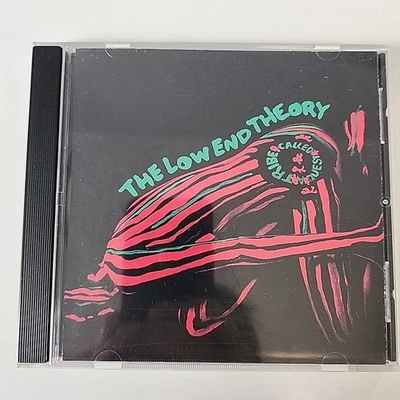 THE LOW END THEORY
A TRIBE CALLED QUEST